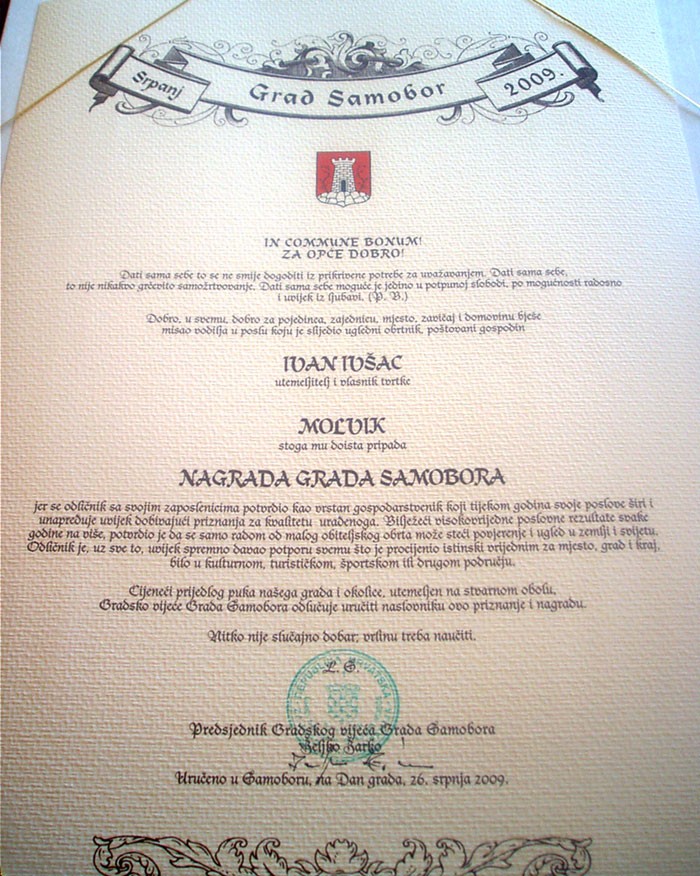 Srpanj
Grad Samobor
2009.
IN COMMUNE BONUM!
ZA OPĆE DOBRO!
Dati sama sebe to se ne smije dogoditi iz prikrivene potrebe za uvažavanjem. Dati sama sebe,
to nije nikakvo grčevito samožrtvovanje. Dati sama sebe moguće je jedino u potpunoj slobodi, po mogućnosti radosno
i uvijek iz ljubavi. (P. B.)
Dobro, u svemu, dobro za pojedinca, zajednicu, mjesto, zavičaj i domovinu bješe
misao vodilja u poslu koju je slijedio ugledni obrtnik, poštovani gospodin
IVAN IVŠAC
utemeljitelj i vlasnik tvrtke
MOLVIK
stoga mu doista pripada
NAGRADA GRADA SAMOBORA
jer se odličnik sa svojim zaposlenicima potvrdio kao vrstan gospodarstvenik koji tijekom godina svoje poslove širi i
unapređuje uvijek dobivajući priznanja za kvalitetu urađenoga. Bilježeći visokovrijedne poslovne rezultate svake
godine na više, potvrdio je da se samo radom od malog obiteljskog obrta može steći povjerenje i ugled u zemlji i svijetu.
Odličnik je, uz sve to, uvijek spremno davao potporu svemu što je procijenio istinski vrijednim za mjesto, grad i kraj,
bilo u kulturnom, turističkom, športskom ili drugom području.
Cijeneći prijedlog puka našega grada i okolice, utemeljen na stvarnom obolu,
Gradsko vijeće Grada Samobora odlučuje uručiti naslovniku ovo priznanje i nagradu.
Nitko nije slučajno dobar; vrlinu treba naučiti.
L. S.
REPUBLIKA HRVATSKA
Predsjednik Gradskog vijeća Grada Samobora
Željko Žarko
Uručeno u Samoboru, na Dan grada, 26. srpnja 2009.